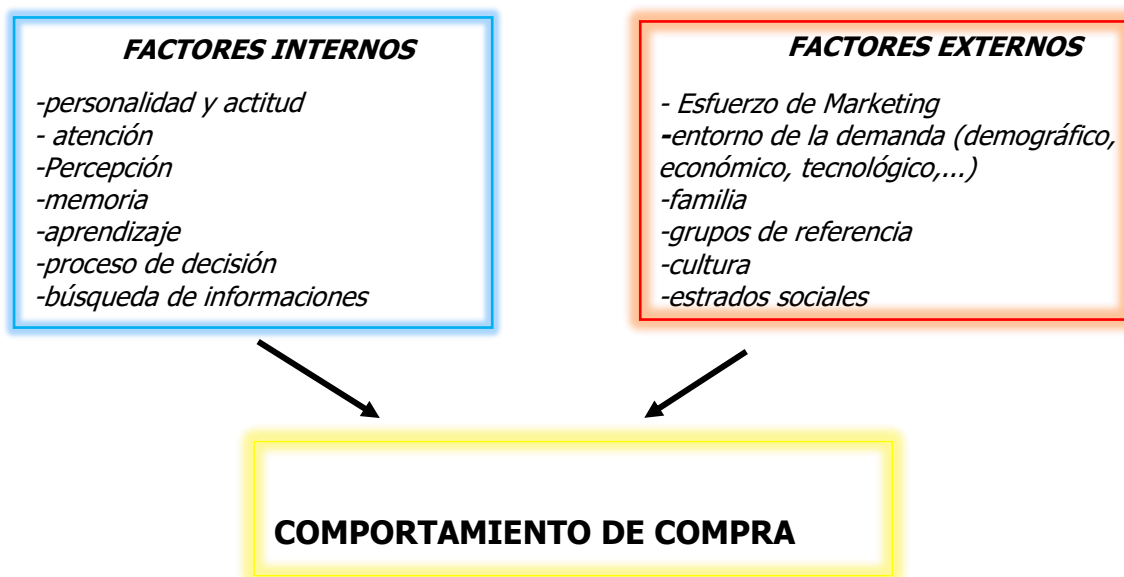 FACTORES INTERNOS
-personalidad y actitud
- atención
-Percepción
-memoria
-aprendizaje
-proceso de decisión
-búsqueda de informaciones
FACTORES EXTERNOS
- Esfuerzo de Marketing
-entorno de la demanda (demográfico,
económico, tecnológico,...)
-familia
-grupos de referencia
-cultura
-estrados sociales
COMPORTAMIENTO DE COMPRA